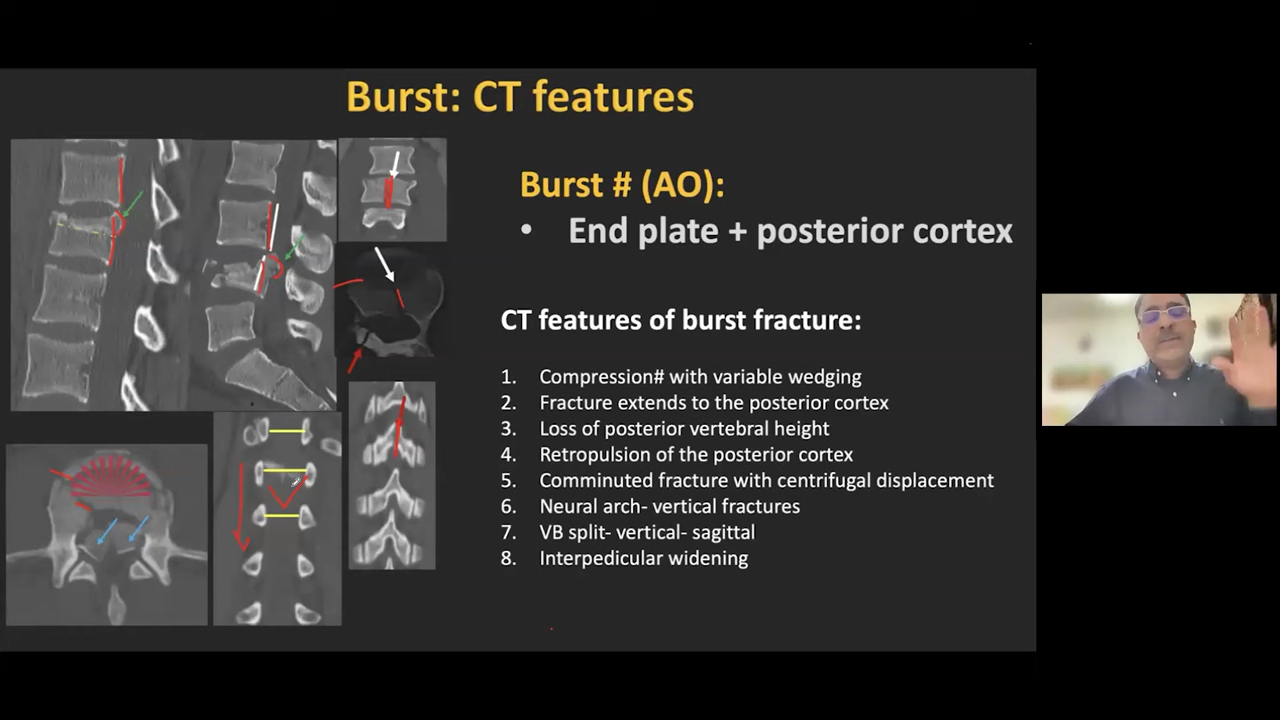 Burst: CT features
Burst # (AO):
• End plate + posterior cortex
CT features of burst fracture:
1. Compression# with variable wedging
2. Fracture extends to the posterior cortex
3. Loss of posterior vertebral height
4. Retropulsion of the posterior cortex
5. Comminuted fracture with centrifugal displacement
6. Neural arch- vertical fractures
7. VB split- vertical- sagittal
8. Interpedicular widening